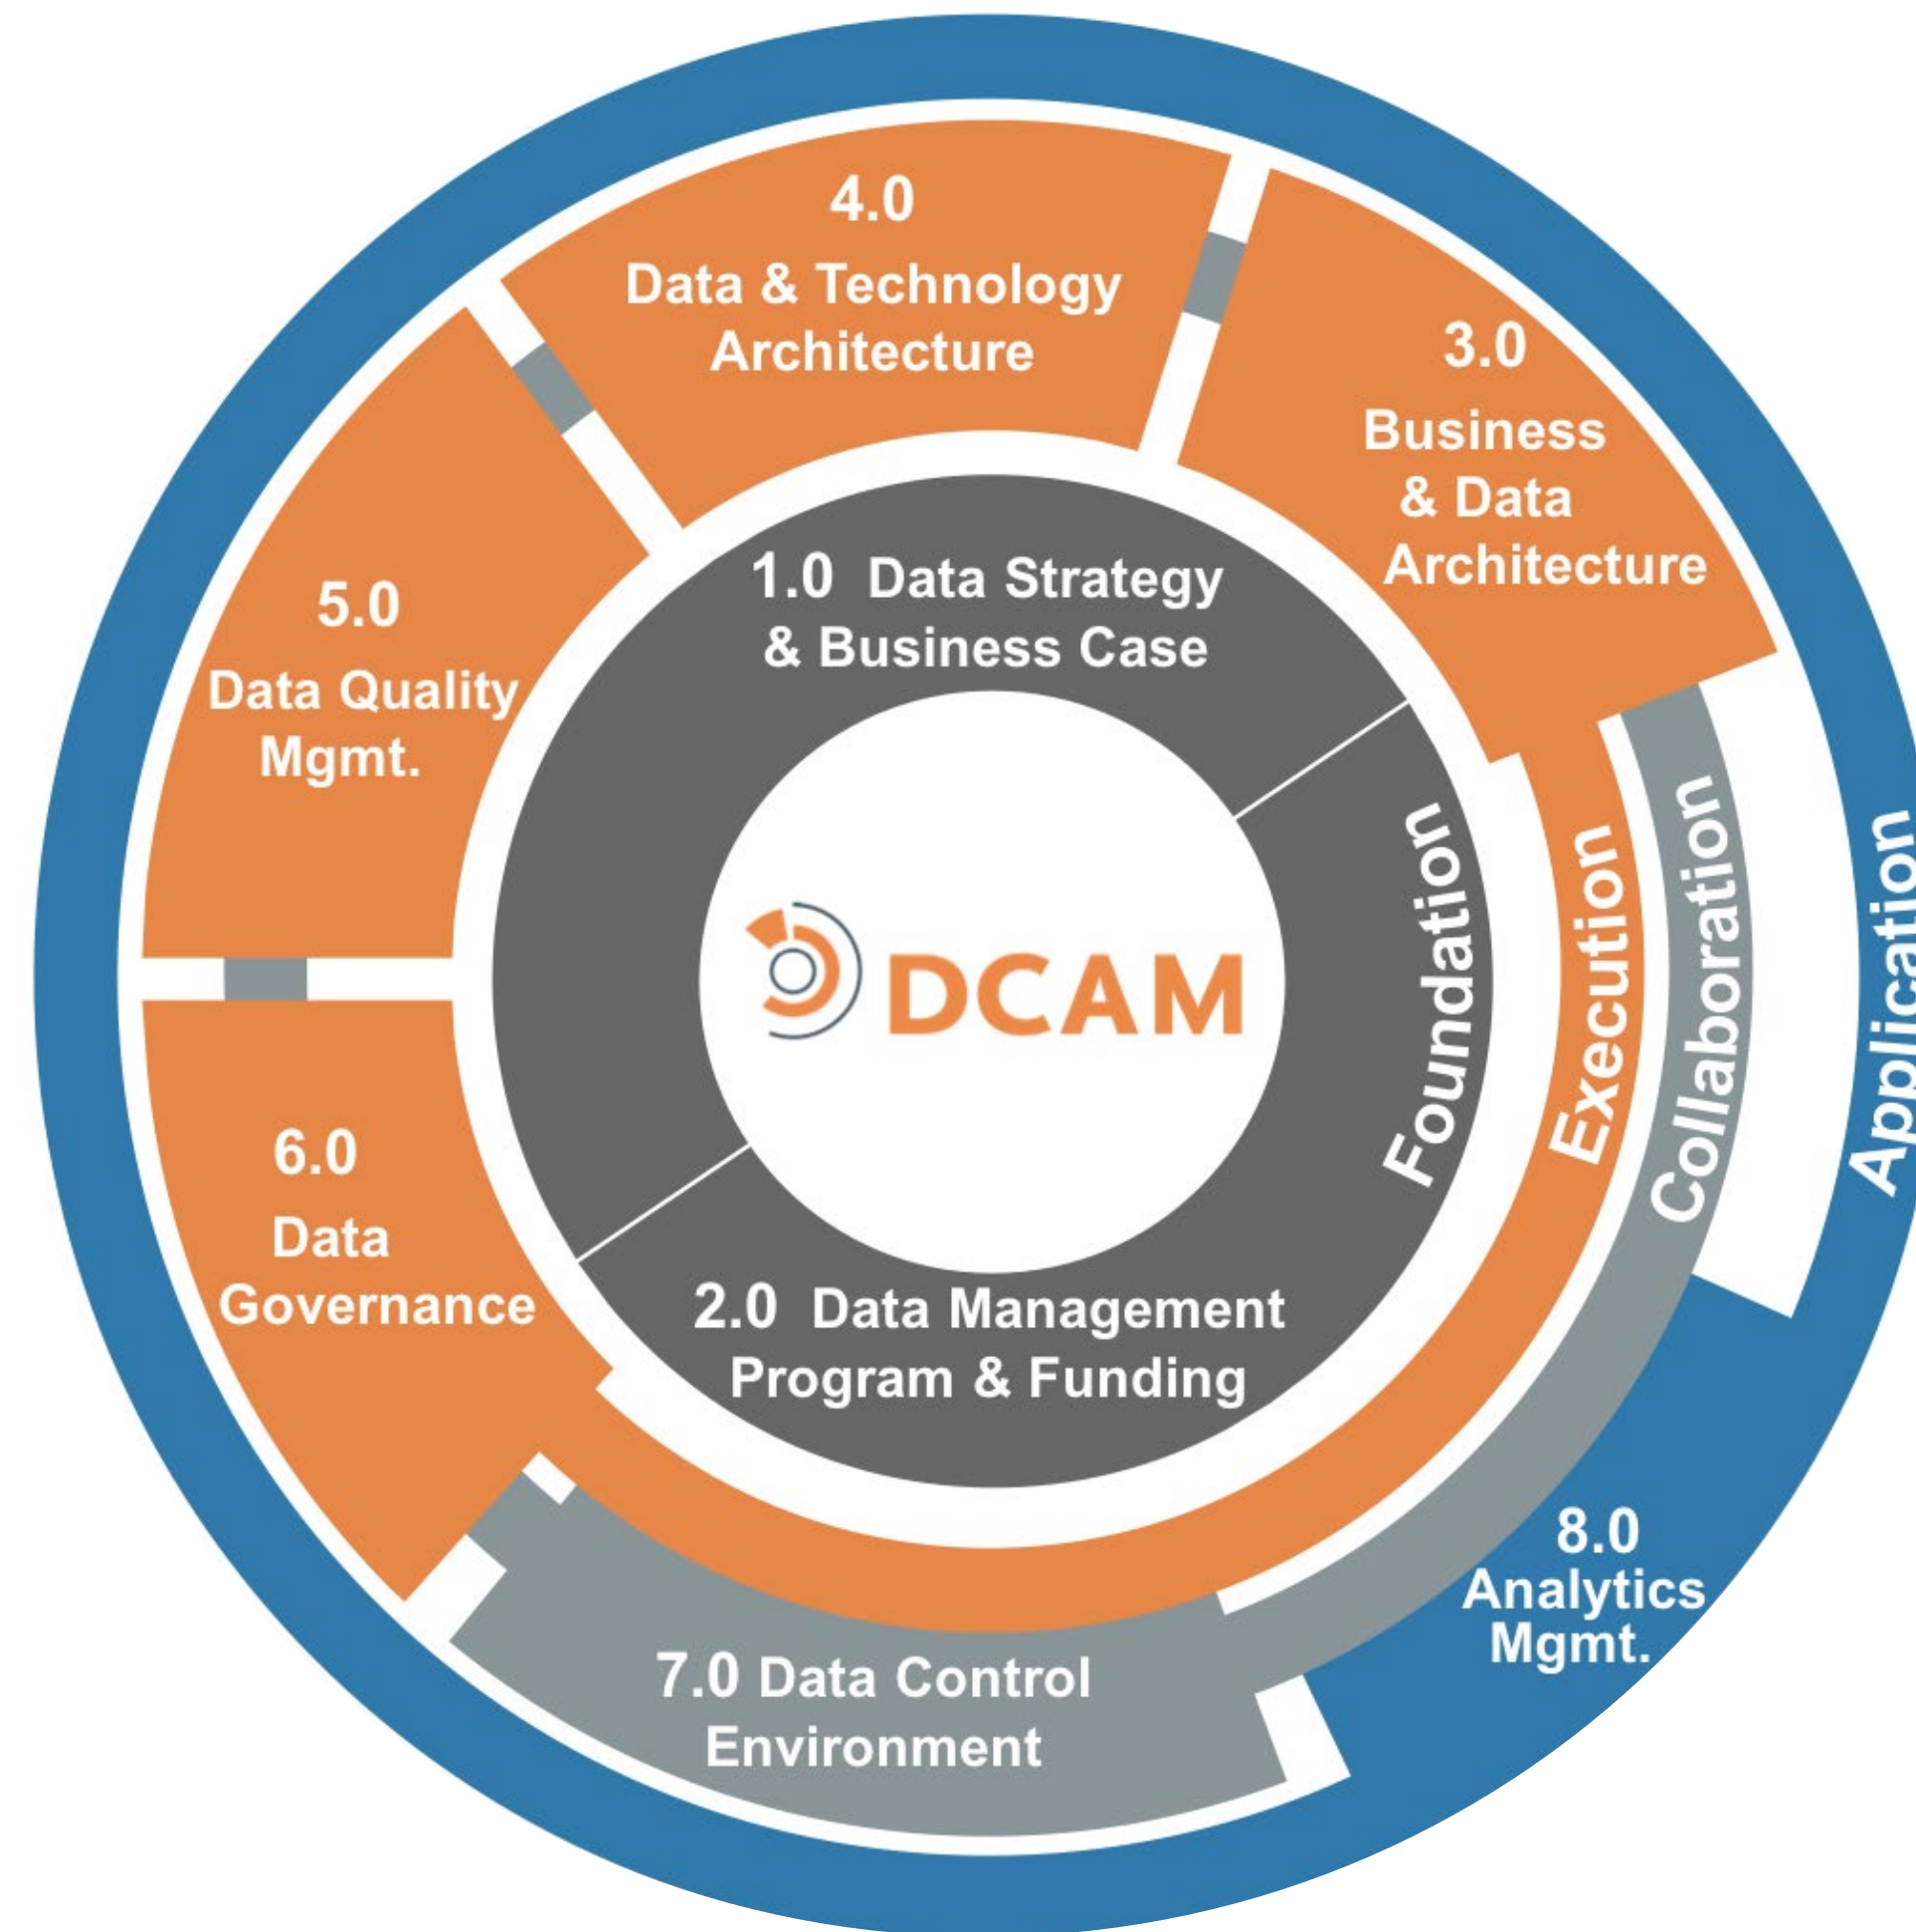 4.0
Data & Technology
Architecture
3.0
Business
& Data
Architecture
5.0
Data Quality
Mgmt.
1.0 Data Strategy
& Business Case
DCAM
Foundation
Execution
Collaboration
Application
6.0
Data
Governance
2.0 Data Management
Program & Funding
7.0 Data Control
Environment
8.0
Analytics
Mgmt.